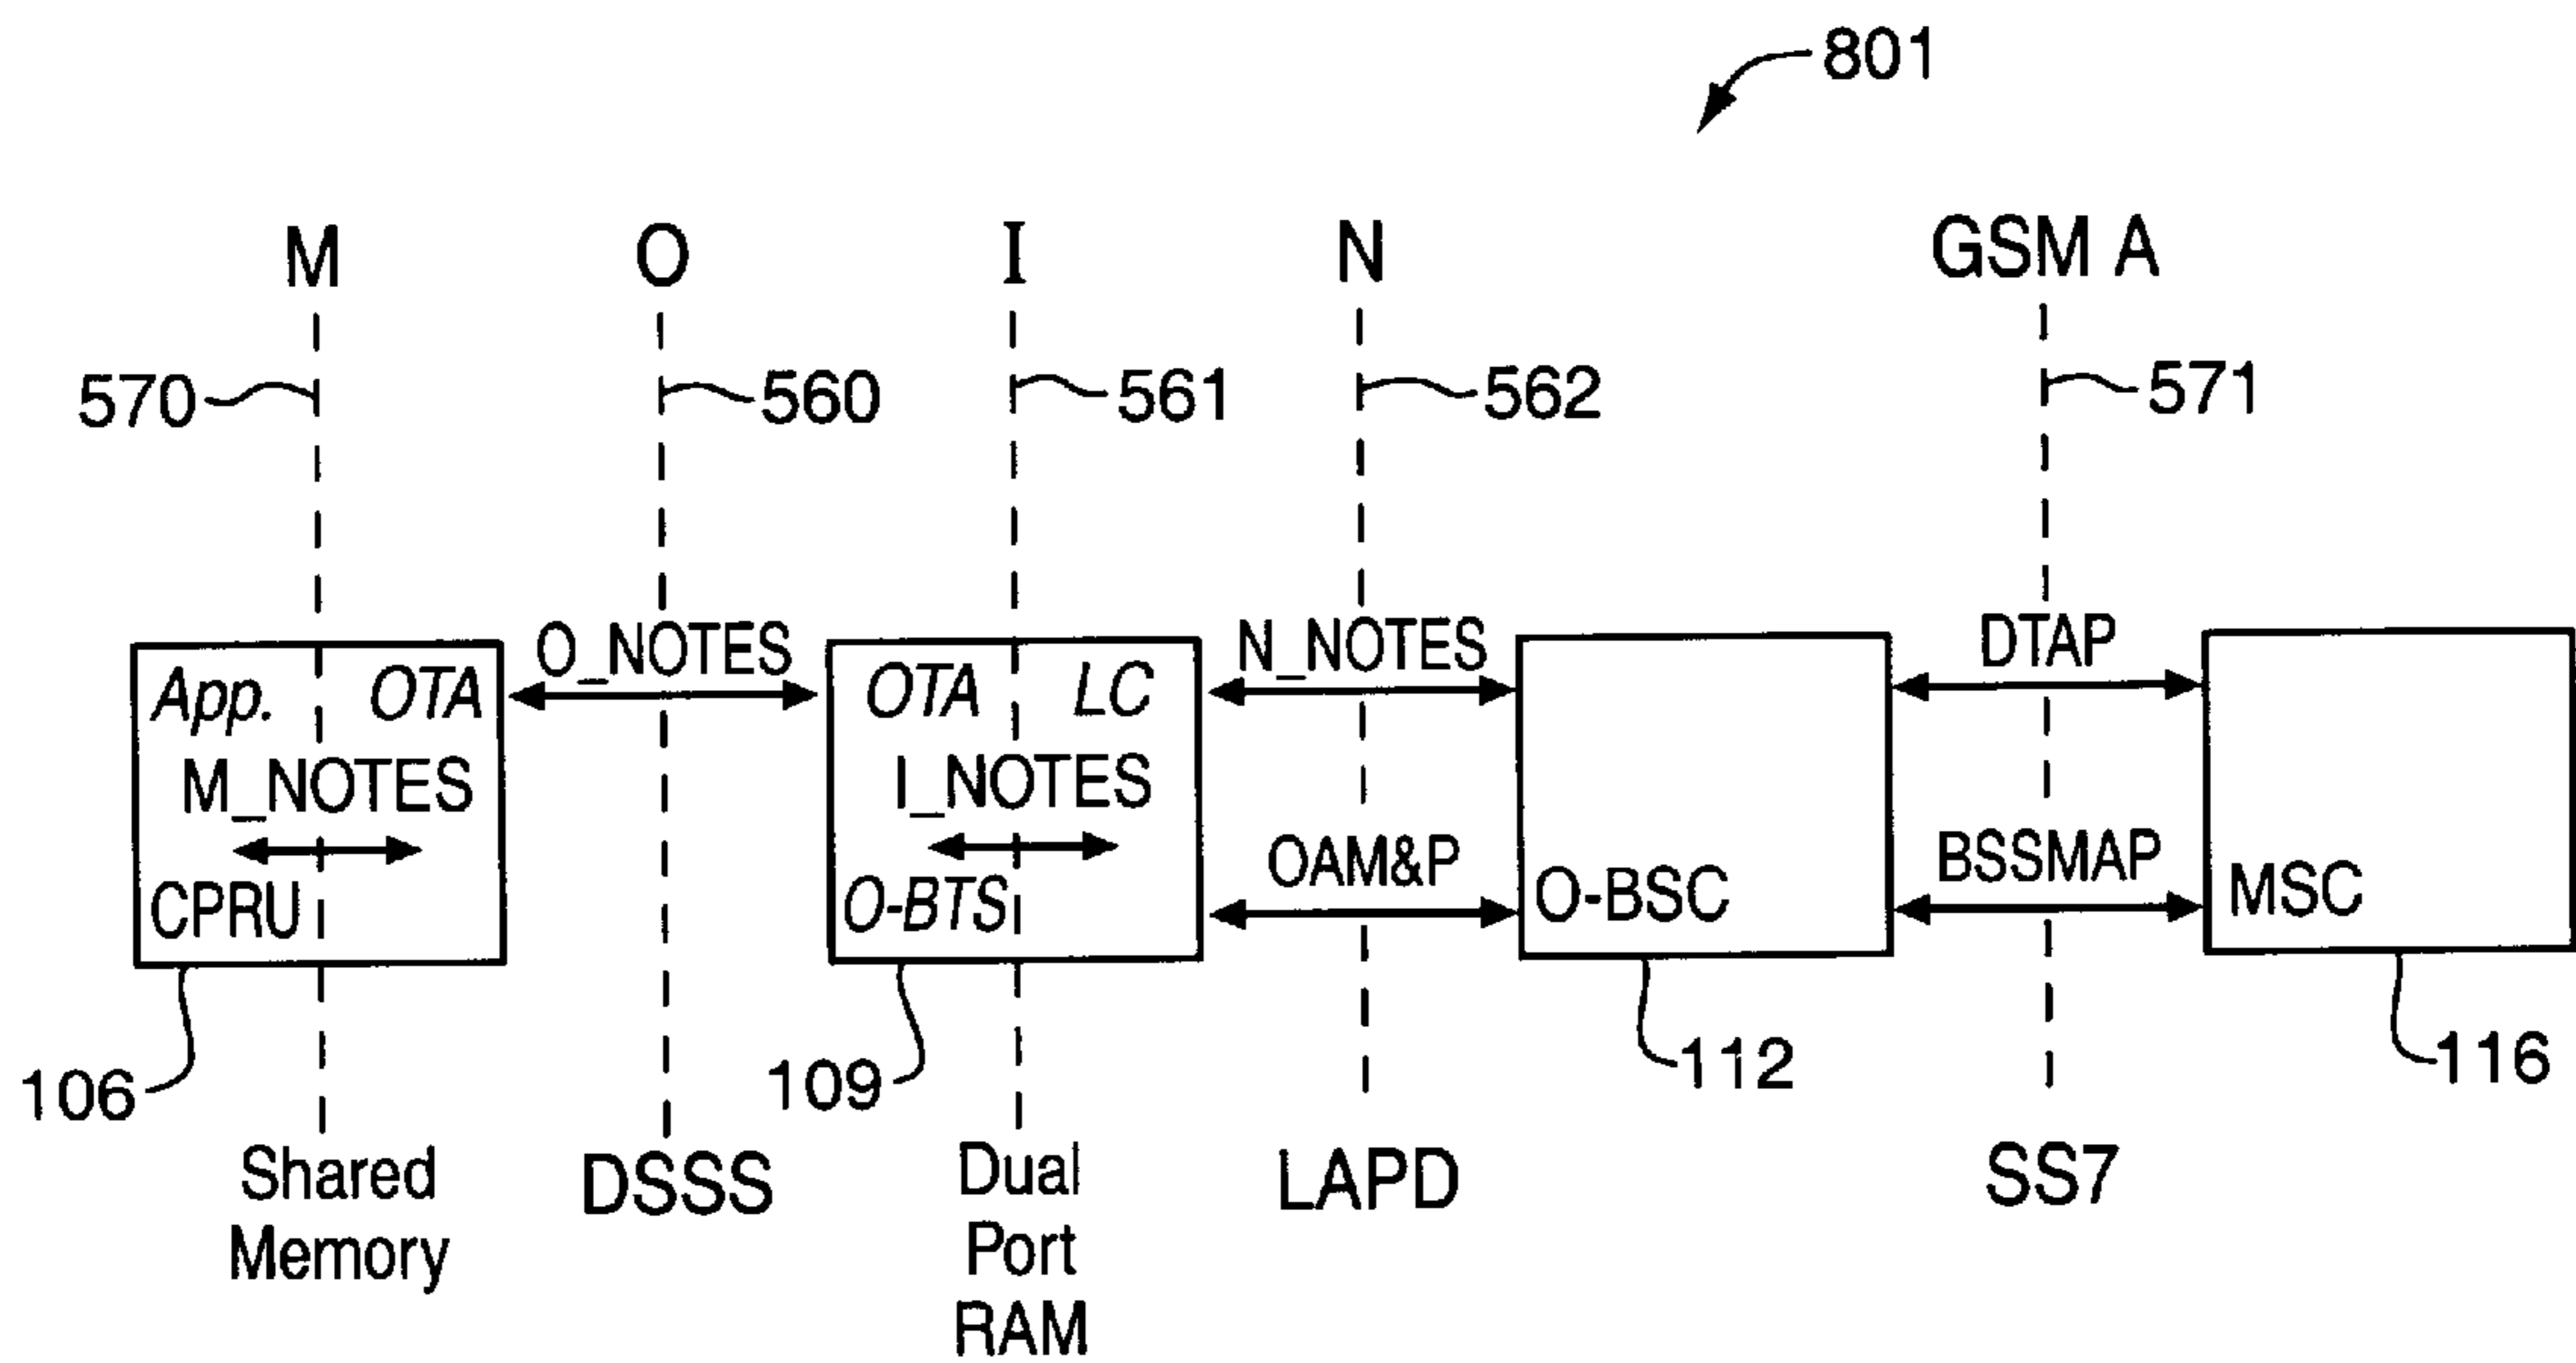 801
M
O
I
N
GSM A
570
560
561
562
571
O_NOTES
N_NOTES
DTAP
App.
OTA
OTA
LC
M_NOTES
I_NOTES
OAM&P
BSSMAP
CPRU
O-BTS
O-BSC
MSC
106
109
112
116
Shared
Memory
DSSS
Dual
Port
RAM
LAPD
SS7